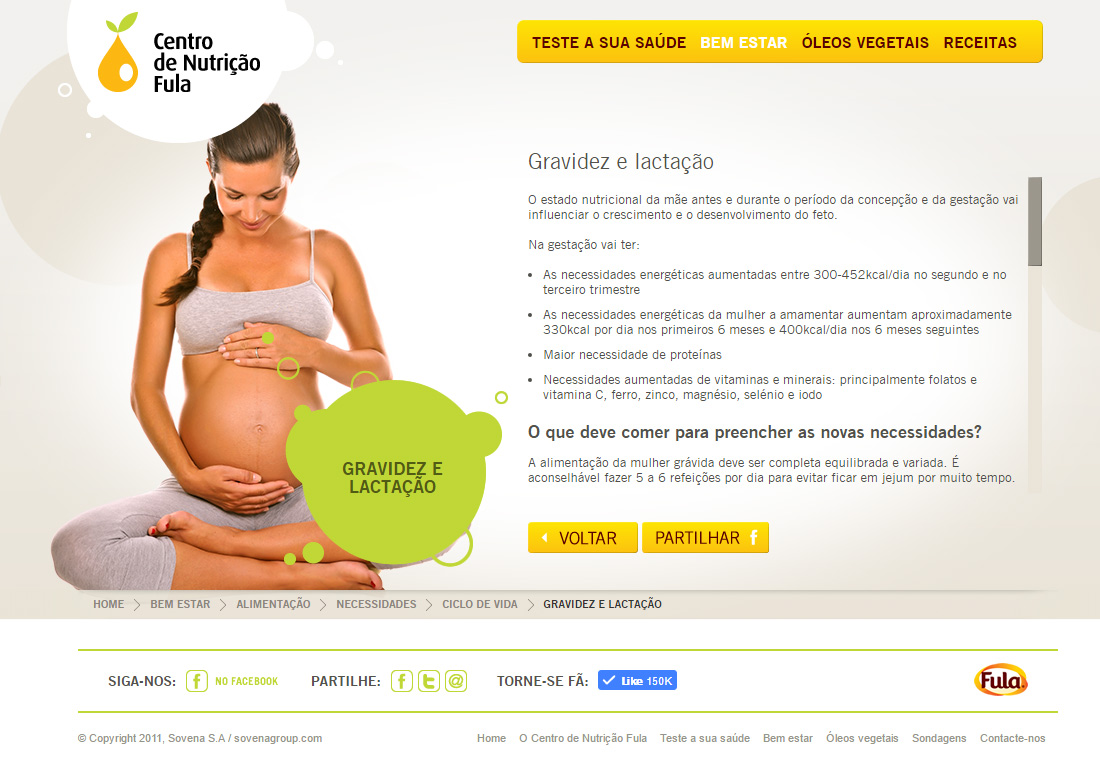 Centro
de Nutrição
Fula
TESTE A SUA SAÚDE BEM ESTAR ÓLEOS VEGETAIS RECEITAS
Gravidez e lactação
O estado nutricional da mãe antes e durante o período da concepção e da gestação vai
influenciar o crescimento e o desenvolvimento do feto.
Na gestação vai ter:
• As necessidades energéticas aumentadas entre 300-452kcal/dia no segundo e no
terceiro trimestre
• As necessidades energéticas da mulher a amamentar aumentam aproximadamente
330kcal por dia nos primeiros 6 meses e 400kcal/dia nos 6 meses seguintes
• Maior necessidade de proteínas
• Necessidades aumentadas de vitaminas e minerais: principalmente folatos e
vitamina C, ferro, zinco, magnésio, selénio e iodo
O que deve comer para preencher as novas necessidades?
A alimentação da mulher grávida deve ser completa equilibrada e variada. É
aconselhável fazer 5 a 6 refeições por dia para evitar ficar em jejum por muito tempo.
GRAVIDEZ E
LACTAÇÃO
VOLTAR PARTILHAR f
HOME BEM ESTAR ALIMENTAÇÃO NECESSIDADES CICLO DE VIDA GRAVIDEZ E LACTAÇÃO
SIGA-NOS: f NO FACEBOOK PARTILHE: f t @ TORNE-SE FÃ: Like 150K Fula.
© Copyright 2011, Sovena S.A / sovenagroup.com Home O Centro de Nutrição Fula Teste a sua saúde Bem estar Óleos vegetais Sondagens Contacte-nos